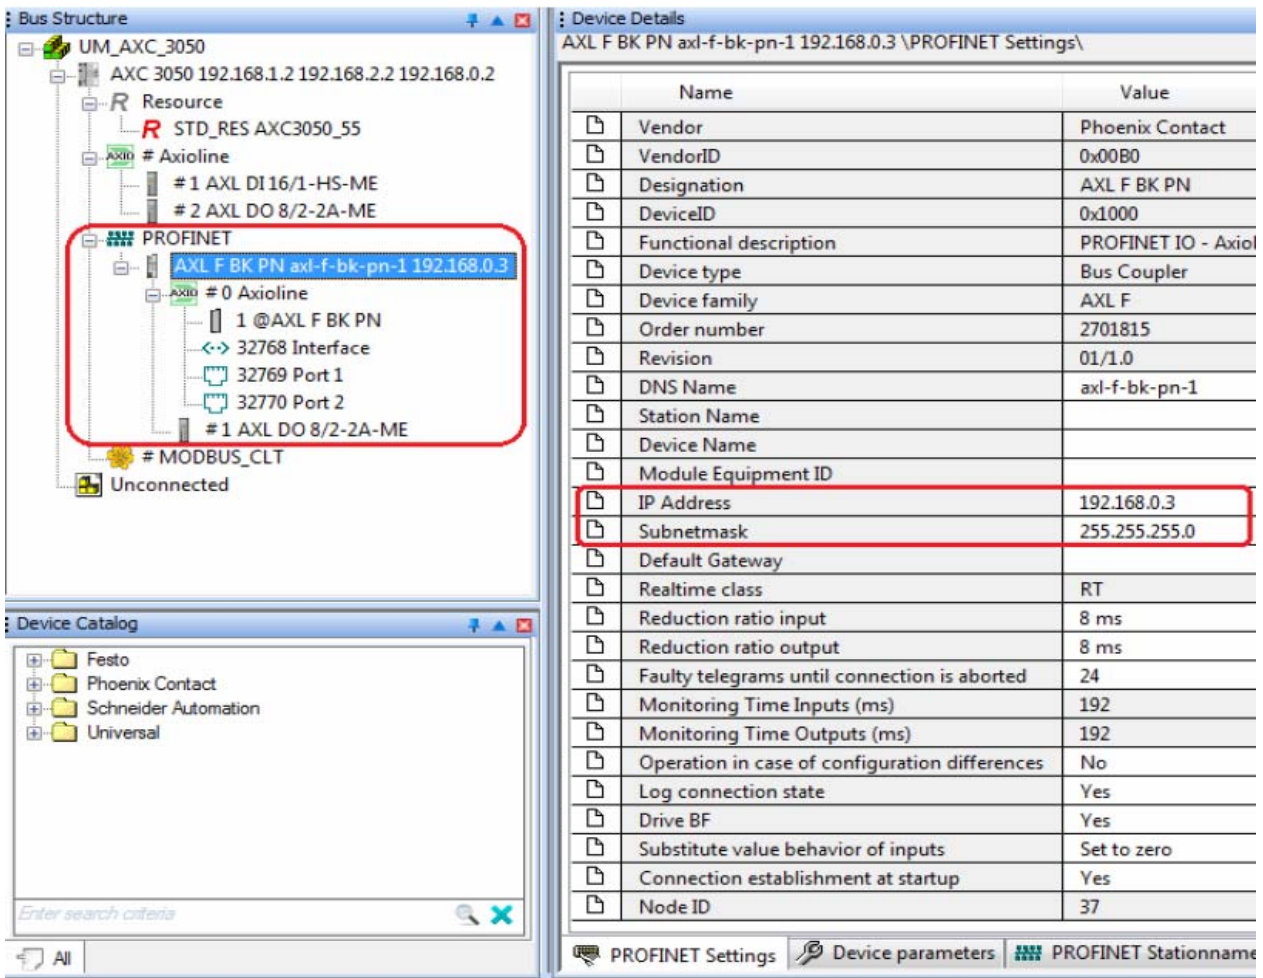 Bus Structure
UM_AXC_3050
AXC 3050 192.168.1.2 192.168.2.2 192.168.0.2
R Resource
R STD_RES AXC3050_55
AXIO # Axioline
# 1 AXL DI 16/1-HS-ME
# 2 AXL DO 8/2-2A-ME
PROFINET
AXL F BK PN axl-f-bk-pn-1 192.168.0.3
AXIO # 0 Axioline
1 @AXL F BK PN
32768 Interface
32769 Port 1
32770 Port 2
# 1 AXL DO 8/2-2A-ME
# MODBUS_CLT
Unconnected
Device Catalog
Festo
Phoenix Contact
Schneider Automation
Universal
Enter search criteria
All
Device Details
AXL F BK PN axl-f-bk-pn-1 192.168.0.3 \PROFINET Settings\
Name Value
Vendor Phoenix Contact
VendorID 0x00B0
Designation AXL F BK PN
DeviceID 0x1000
Functional description PROFINET IO - Axiol
Device type Bus Coupler
Device family AXL F
Order number 2701815
Revision 01/1.0
DNS Name axl-f-bk-pn-1
Station Name
Device Name
Module Equipment ID
IP Address 192.168.0.3
Subnetmask 255.255.255.0
Default Gateway
Realtime class RT
Reduction ratio input 8 ms
Reduction ratio output 8 ms
Faulty telegrams until connection is aborted 24
Monitoring Time Inputs (ms) 192
Monitoring Time Outputs (ms) 192
Operation in case of configuration differences No
Log connection state Yes
Drive BF Yes
Substitute value behavior of inputs Set to zero
Connection establishment at startup Yes
Node ID 37
PROFINET Settings Device parameters PROFINET Stationname